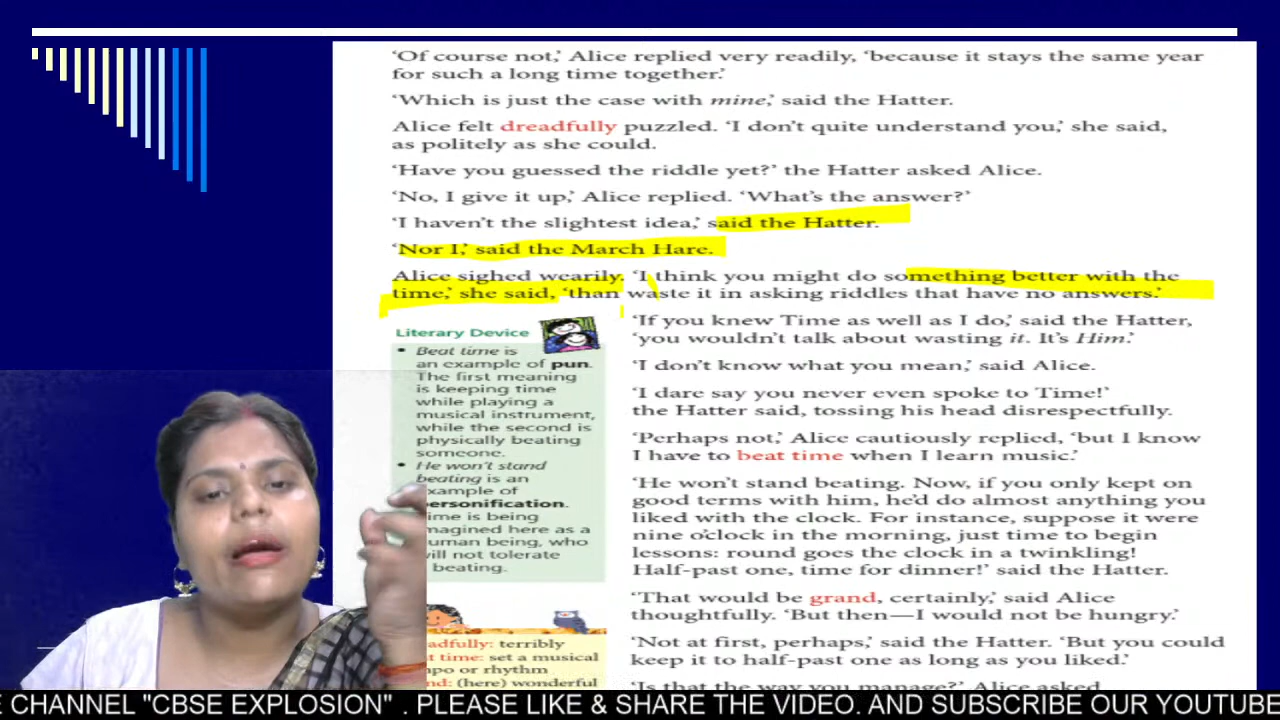 ‘Of course not,’ Alice replied very readily, ‘because it stays the same year
for such a long time together.’
‘Which is just the case with mine,’ said the Hatter.
Alice felt dreadfully puzzled. ‘I don’t quite understand you,’ she said,
as politely as she could.
‘Have you guessed the riddle yet?’ the Hatter asked Alice.
‘No, I give it up,’ Alice replied. ‘What’s the answer?’
‘I haven’t the slightest idea,’ said the Hatter.
‘Nor I,’ said the March Hare.
Alice sighed wearily. ‘I think you might do something better with the
time,’ she said, ‘than waste it in asking riddles that have no answers.’
‘If you knew Time as well as I do,’ said the Hatter,
‘you wouldn’t talk about wasting it. It’s Him.’
‘I don’t know what you mean,’ said Alice.
‘I dare say you never even spoke to Time!’
the Hatter said, tossing his head disrespectfully.
‘Perhaps not,’ Alice cautiously replied, ‘but I know
I have to beat time when I learn music.’
‘He won’t stand beating. Now, if you only kept on
good terms with him, he’d do almost anything you
liked with the clock. For instance, suppose it were
nine o’clock in the morning, just time to begin
lessons: round goes the clock in a twinkling!
Half-past one, time for dinner!’ said the Hatter.
‘That would be grand, certainly,’ said Alice
thoughtfully. ‘But then—I would not be hungry.’
‘Not at first, perhaps,’ said the Hatter. ‘But you could
keep it to half-past one as long as you liked.’
‘Is that the way you manage?’ Alice asked
Literary Device
• Beat time is
an example of pun.
The first meaning
is keeping time
while playing a
musical instrument,
while the second is
physically beating
someone.
• He won’t stand
beating is an
example of
personification.
Time is being
imagined here as a
human being, who
will not tolerate
beating.
terribly
time: set a musical
or rhythm
(here) wonderful
CHANNEL "CBSE EXPLOSION" . PLEASE LIKE & SHARE THE VIDEO. AND SUBSCRIBE OUR YOUTUBE